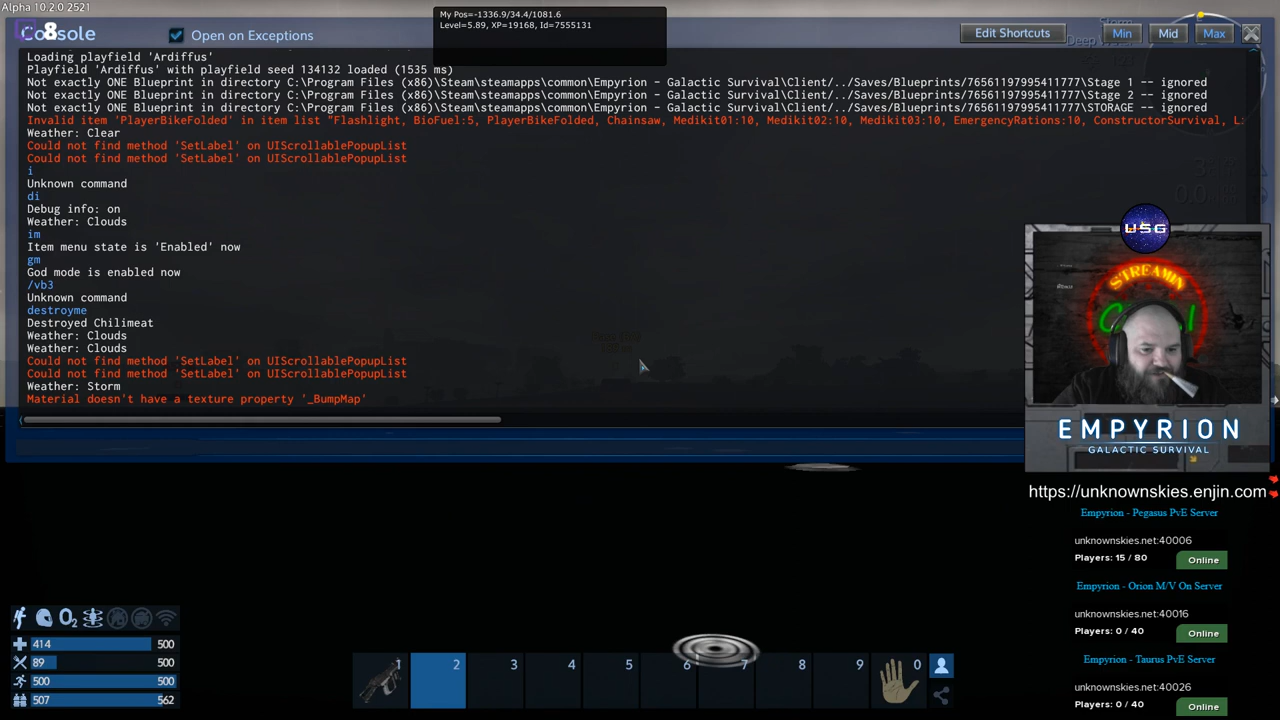 Alpha 10.2.0 2521
8
Console
Open on Exceptions
My Pos=-1336.9/34.4/1081.6
Level=5.89, XP=19168, Id=7555131
Edit Shortcuts
Min
Mid
Max
Loading playfield 'Ardiffus'
Playfield 'Ardiffus' with playfield seed 134132 loaded (1535 ms)
Not exactly ONE Blueprint in directory C:\Program Files (x86)\Steam\steamapps\common\Empyrion - Galactic Survival\Client/../Saves/Blueprints/76561197995411777\Stage 1 -- ignored
Not exactly ONE Blueprint in directory C:\Program Files (x86)\Steam\steamapps\common\Empyrion - Galactic Survival\Client/../Saves/Blueprints/76561197995411777\Stage 2 -- ignored
Not exactly ONE Blueprint in directory C:\Program Files (x86)\Steam\steamapps\common\Empyrion - Galactic Survival\Client/../Saves/Blueprints/76561197995411777\STORAGE -- ignored
Invalid item 'PlayerBikeFolded' in item list "Flashlight, BioFuel:5, PlayerBikeFolded, Chainsaw, Medikit01:10, Medikit02:10, Medikit03:10, EmergencyRations:10, ConstructorSurvival,
Weather: Clear
Could not find method 'SetLabel' on UIScrollablePopupList
Could not find method 'SetLabel' on UIScrollablePopupList
i
Unknown command
di
Debug info: on
Weather: Clouds
im
Item menu state is 'Enabled' now
gm
God mode is enabled now
/vb3
Unknown command
destroyme
Destroyed Chilimeat
Weather: Clouds
Weather: Clouds
Could not find method 'SetLabel' on UIScrollablePopupList
Could not find method 'SetLabel' on UIScrollablePopupList
Weather: Storm
Material doesn't have a texture property '_BumpMap'
USG
STREAMIN
EMPYRION
GALACTIC SURVIVAL
https://unknownskies.enjin.com
Empyrion - Pegasus PvE Server
unknownskies.net:40006
Players: 15 / 80
Online
Empyrion - Orion M/V On Server
unknownskies.net:40016
Players: 0 / 40
Online
Empyrion - Taurus PvE Server
unknownskies.net:40026
Players: 0 / 40
Online
O2
414 500
89 500
500 500
507 562
1 2 3 4 5 6 7 8 9 0